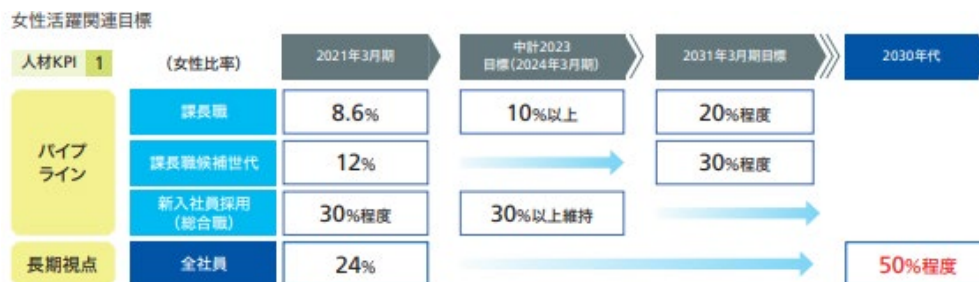 女性活躍関連目標
人材KPI 1
(女性比率)
2021年3月期
中計2023
目標(2024年3月期)
2031年3月期目標
2030年代
パイプ
ライン
課長職
8.6%
10%以上
20%程度
課長職候補世代
12%
30%程度
新入社員採用
(総合職)
30%程度
30%以上維持
長期視点
全社員
24%
50%程度